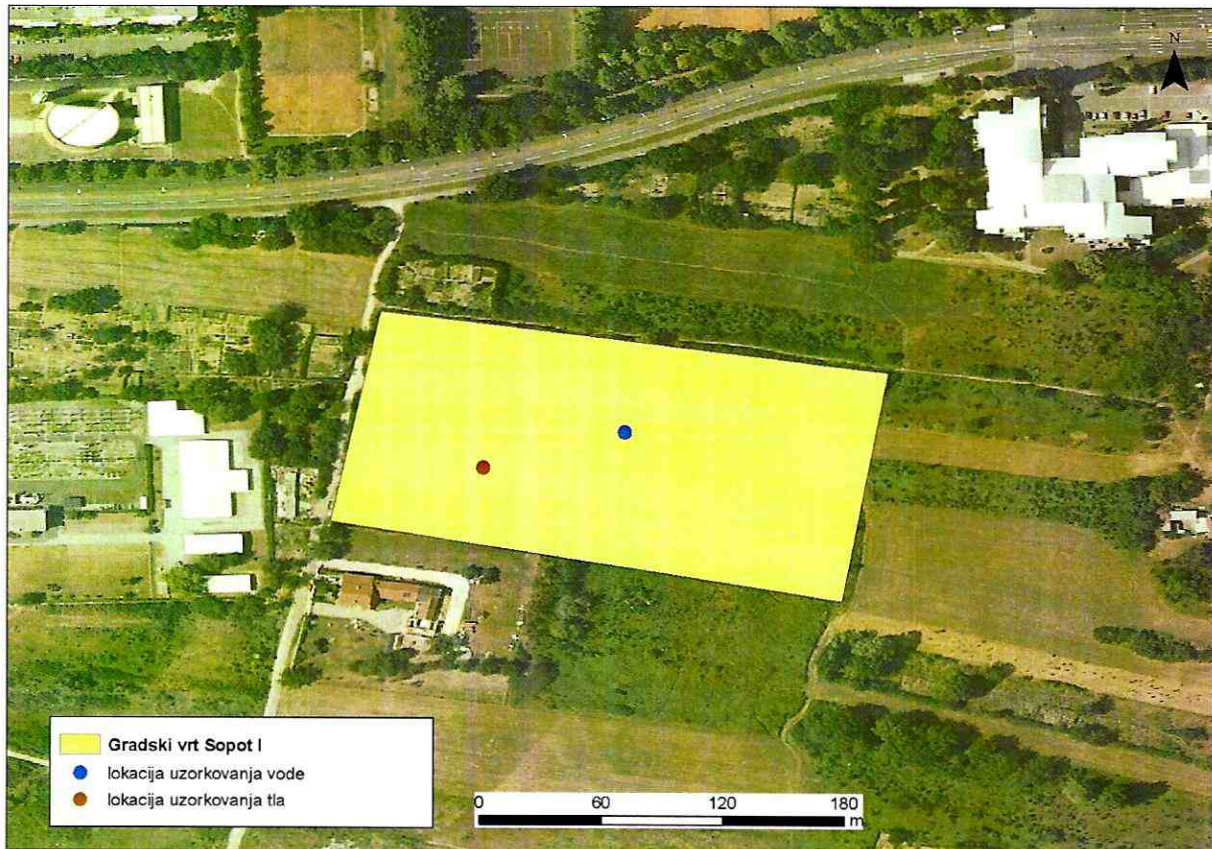 N
Gradski vrt Sopot I
lokacija uzorkovanja vode
lokacija uzorkovanja tla
0 60 120 180
m